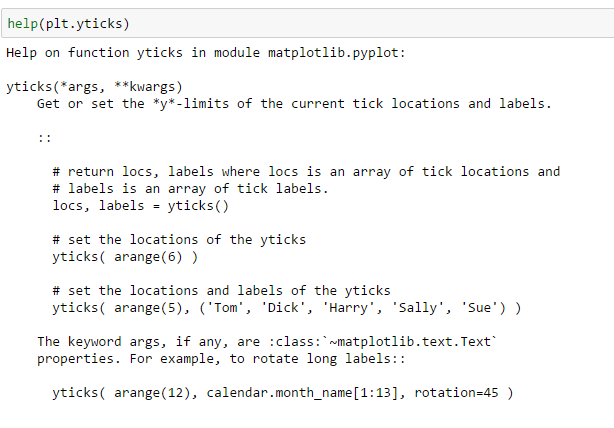 help(plt.yticks)
Help on function yticks in module matplotlib.pyplot:
yticks(*args, **kwargs)
    Get or set the *y*-limits of the current tick locations and labels.
    ::
      # return locs, labels where locs is an array of tick locations and
      # labels is an array of tick labels.
      locs, labels = yticks()
      # set the locations of the yticks
      yticks( arange(6) )
      # set the locations and labels of the yticks
      yticks( arange(5), ('Tom', 'Dick', 'Harry', 'Sally', 'Sue') )
    The keyword args, if any, are :class:`~matplotlib.text.Text`
    properties. For example, to rotate long labels::
      yticks( arange(12), calendar.month_name[1:13], rotation=45 )